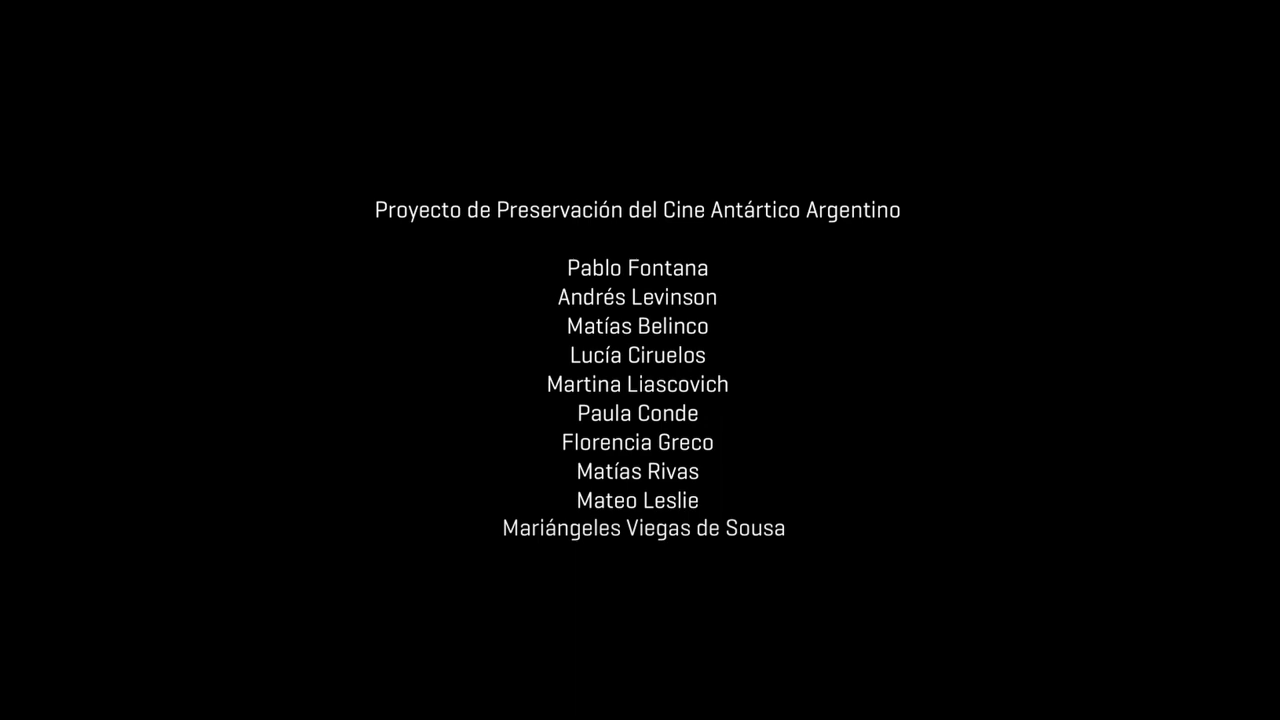 Proyecto de Preservación del Cine Antártico Argentino
Pablo Fontana
Andrés Levinson
Matías Belinco
Lucía Ciruelos
Martina Liascovich
Paula Conde
Florencia Greco
Matías Rivas
Mateo Leslie
Mariángeles Viegas de Sousa